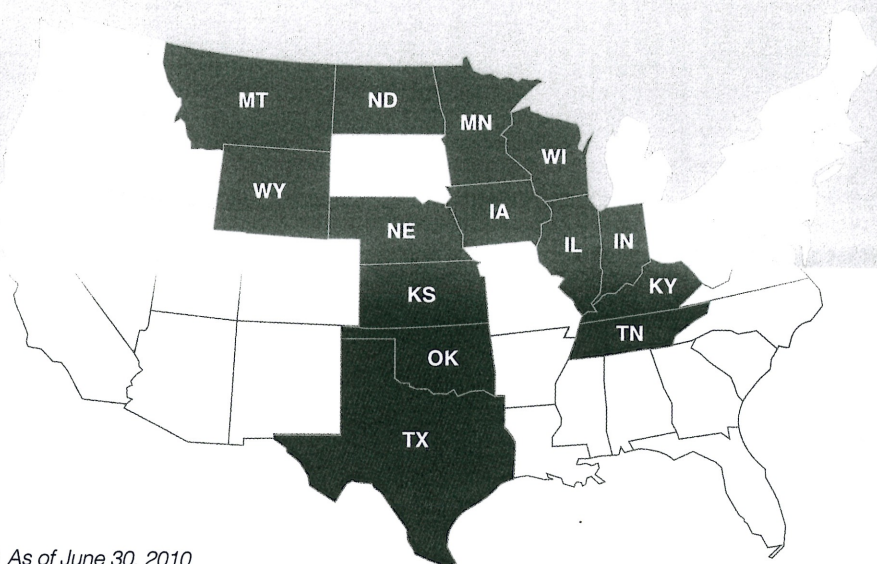 MT
ND
MN
WI
WY
IA
NE
IL
IN
KY
KS
TN
OK
TX
As of June 30, 2010